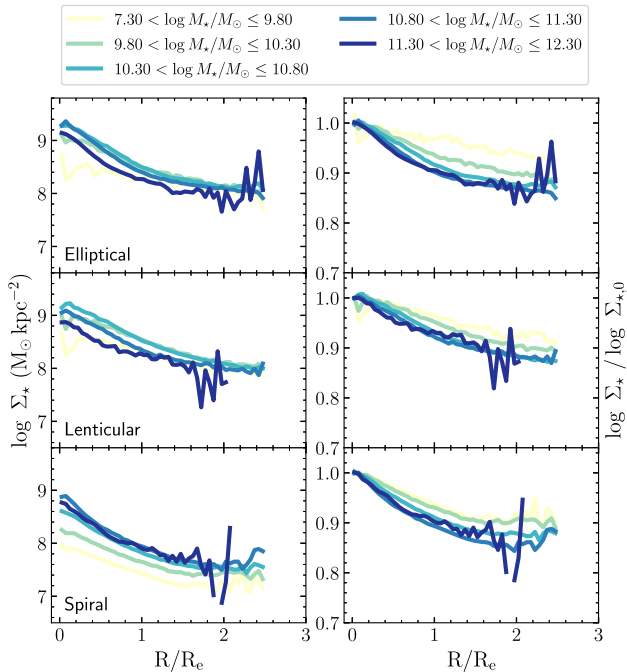 7.30 < log M⋆/M⊙ ≤ 9.80
9.80 < log M⋆/M⊙ ≤ 10.30
10.30 < log M⋆/M⊙ ≤ 10.80
10.80 < log M⋆/M⊙ ≤ 11.30
11.30 < log M⋆/M⊙ ≤ 12.30
9
8
7
Elliptical
1.0
0.9
0.8
0.7
9
8
7
Lenticular
1.0
0.9
0.8
0.7
9
8
7
Spiral
1.0
0.9
0.8
0.6
log Σ⋆ (M⊙ kpc⁻²)
log Σ⋆ / log Σ⋆,0
0 1 2 3
0 1 2 3
R/Rₑ
R/Rₑ